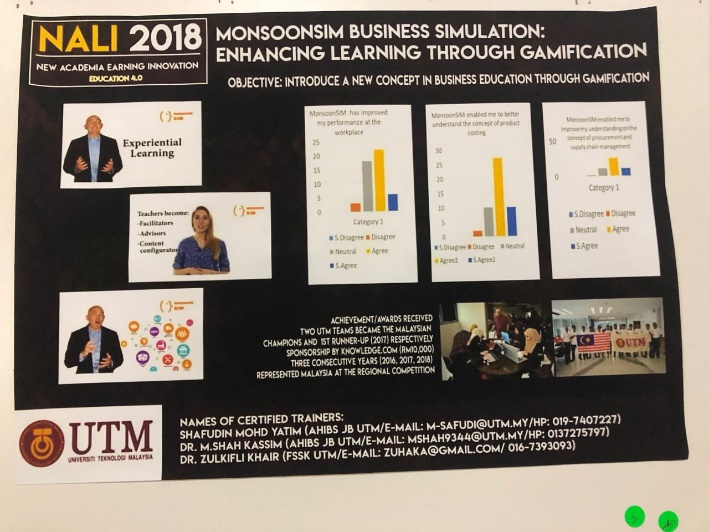 NALI 2018
NEW ACADEMIA EARNING INNOVATION
EDUCATION 4.0
MONSOONSIM BUSINESS SIMULATION:
ENHANCING LEARNING THROUGH GAMIFICATION
OBJECTIVE: INTRODUCE A NEW CONCEPT IN BUSINESS EDUCATION THROUGH GAMIFICATION
Experiential
Learning
Teachers become:
-Facilitators
-Advisors
-Content
configurators
MonsoonSIM has improved
my performance at the
workplace
25
20
15
10
5
0
Category 1
S.Disagree Disagree
Neutral Agree
S.Agree
MonsoonSIM enabled me to better
understand the concept of product
costing
30
25
20
15
10
5
0
S.Disagree Disagree Neutral
Agree2 S.Agree2
MonsoonSIM enabled me to
improve my understanding on the
concept of procurement and
supply chain management
50
0
Category 1
S.Disagree Disagree
Neutral Agree
S.Agree
ACHIEVEMENT/AWARDS RECEIVED
TWO UTM TEAMS BECAME THE MALAYSIAN
CHAMPIONS AND 1ST RUNNER-UP (2017) RESPECTIVELY
SPONSORSHIP BY KNOWLEDGE.COM (RM10,000)
THREE CONSECUTIVE YEARS (2016, 2017, 2018)
REPRESENTED MALAYSIA AT THE REGIONAL COMPETITION
UTM
UTM
UNIVERSITI TEKNOLOGI MALAYSIA
NAMES OF CERTIFIED TRAINERS:
SHAFUDIN MOHD YATIM (AHIBS JB UTM/E-MAIL: M-SAFUDI@UTM.MY/HP: 019-7407227)
DR. M.SHAH KASSIM (AHIBS JB UTM/E-MAIL: MSHAH9344@UTM.MY/HP: 0137275797)
DR. ZULKIFLI KHAIR (FSSK UTM/E-MAIL: ZUHAKA@GMAIL.COM/ 016-7393093)